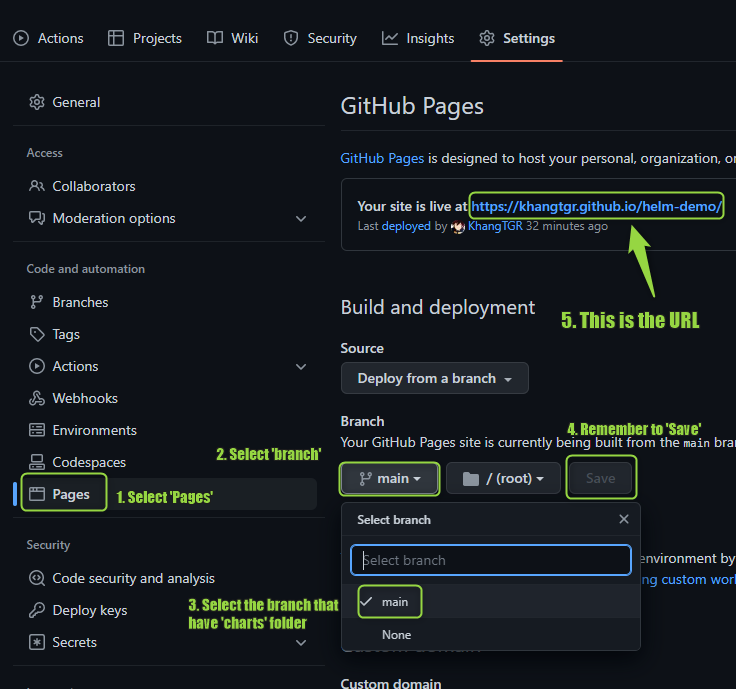 Actions Projects Wiki Security Insights Settings
General
Access
Collaborators
Moderation options
Code and automation
Branches
Tags
Actions
Webhooks
Environments
Codespaces
Pages
1. Select 'Pages'
Security
Code security and analysis
Deploy keys
Secrets
GitHub Pages
GitHub Pages is designed to host your personal, organization, or
Your site is live at https://khangtgr.github.io/helm-demo/
Last deployed by KhangTGR 32 minutes ago
5. This is the URL
Build and deployment
Source
Deploy from a branch
Branch
4. Remember to 'Save'
Your GitHub Pages site is currently being built from the main bran
2. Select 'branch'
main / (root) Save
Select branch
Select branch
environment by
ng custom work
3. Select the branch that
have 'charts' folder
main
None
Custom domain